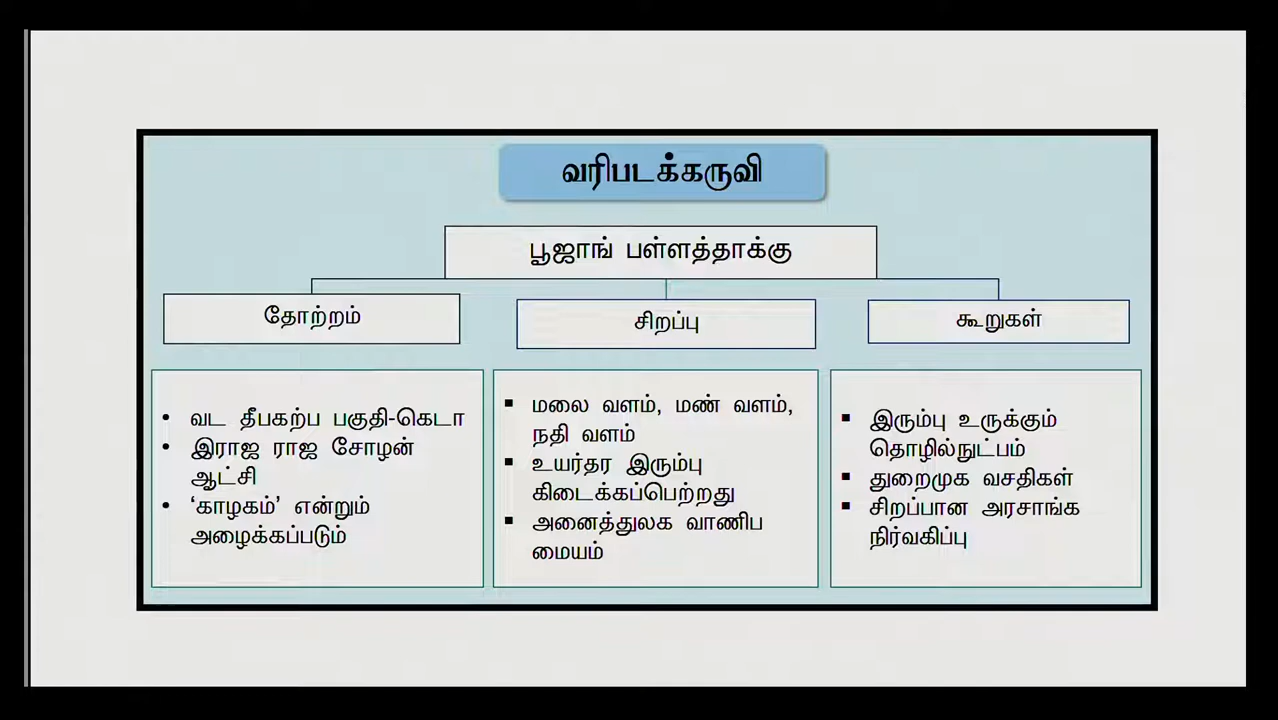 வரிபடக்கருவி
பூஜாங் பள்ளத்தாக்கு
தோற்றம்
சிறப்பு
கூறுகள்
• வட தீபகற்ப பகுதி-கெடா
• இராஜ ராஜ சோழன்
ஆட்சி
• ‘காழகம்’ என்றும்
அழைக்கப்படும்
▪ மலை வளம், மண் வளம்,
நதி வளம்
▪ உயர்தர இரும்பு
கிடைக்கப்பெற்றது
▪ அனைத்துலக வாணிப
மையம்
▪ இரும்பு உருக்கும்
தொழில்நுட்பம்
▪ துறைமுக வசதிகள்
▪ சிறப்பான அரசாங்க
நிர்வகிப்பு